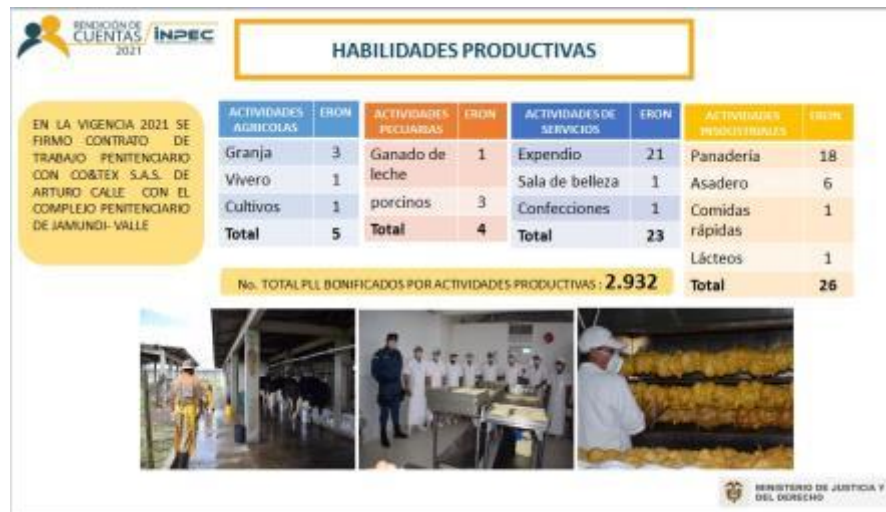 RENDICIÓN DE
CUENTAS
2021
INPEC
HABILIDADES PRODUCTIVAS
EN LA VIGENCIA 2021 SE
FIRMO CONTRATO DE
TRABAJO PENITENCIARIO
CON CO&TEX S.A.S. DE
ARTURO CALLE CON EL
COMPLEJO PENITENCIARIO
DE JAMUNDI- VALLE
ACTIVIDADES AGRICOLAS ERON
Granja 3
Vivero 1
Cultivos 1
Total 5
ACTIVIDADES PECUARIAS ERON
Ganado de leche 1
porcinos 3
Total 4
ACTIVIDADES DE SERVICIOS ERON
Expendio 21
Sala de belleza 1
Confecciones 1
Total 23
ACTIVIDADES ERON
Panadería 18
Asadero 6
Comidas rápidas 1
Lácteos 1
Total 26
No. TOTAL PLL BONIFICADOS POR ACTIVIDADES PRODUCTIVAS : 2.932
MINISTERIO DE JUSTICIA Y
DEL DERECHO